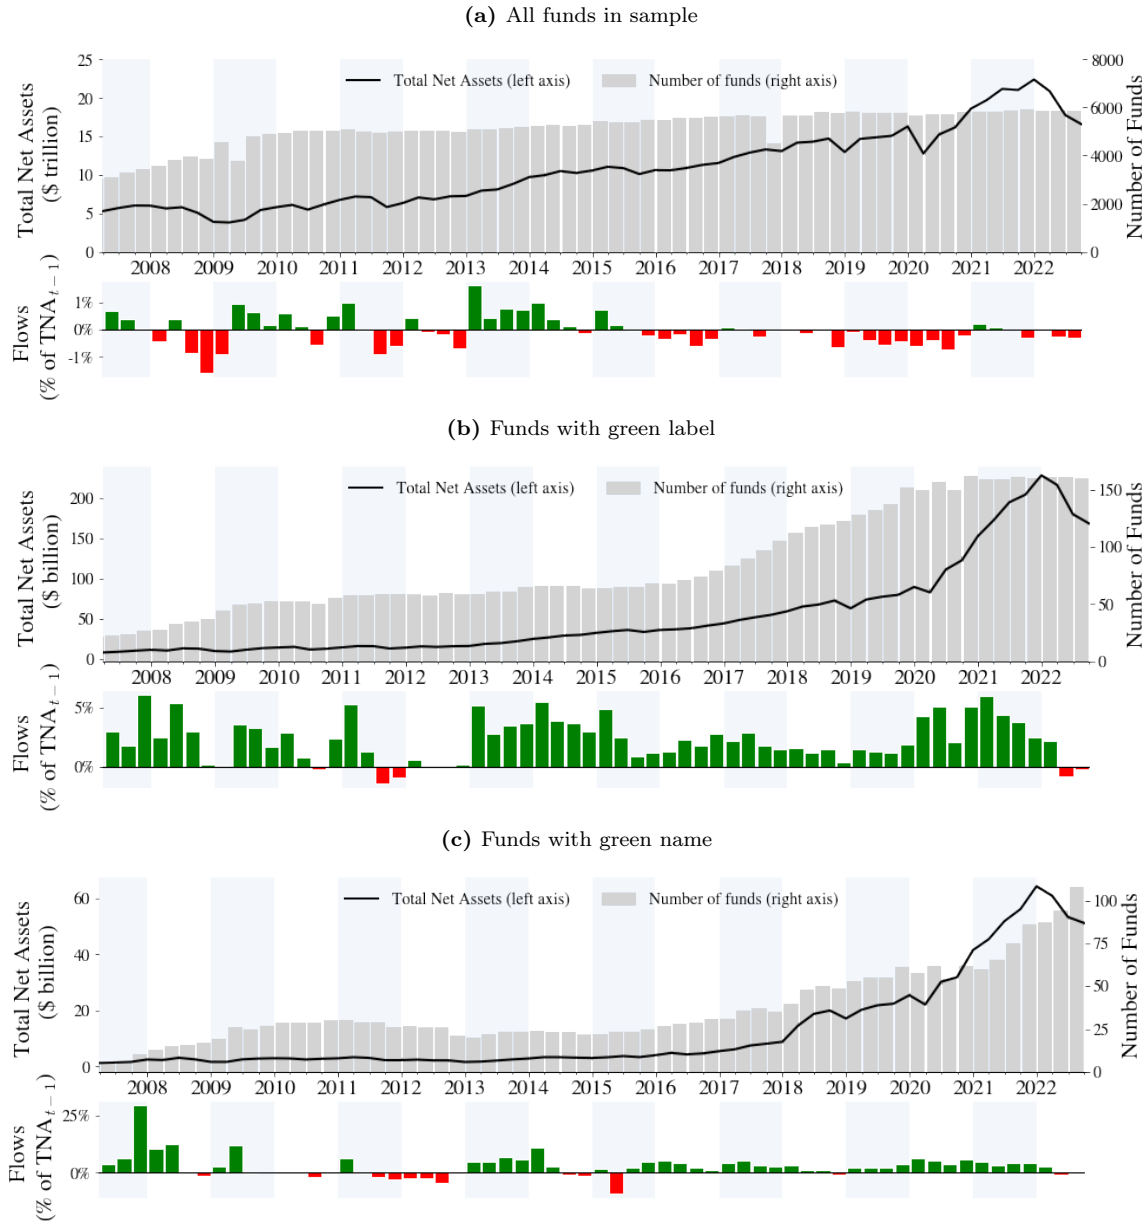 (a) All funds in sample
Total Net Assets (left axis)
Number of funds (right axis)
Total Net Assets
($ trillion)
25
20
15
10
5
0
8000
6000
4000
2000
0
Number of Funds
2008 2009 2010 2011 2012 2013 2014 2015 2016 2017 2018 2019 2020 2021 2022
Flows
(% of TNAₜ₋₁)
1%
0%
-1%
(b) Funds with green label
Total Net Assets (left axis)
Number of funds (right axis)
Total Net Assets
($ billion)
200
150
100
50
0
150
100
50
0
Number of Funds
2008 2009 2010 2011 2012 2013 2014 2015 2016 2017 2018 2019 2020 2021 2022
Flows
(% of TNAₜ₋₁)
5%
0%
(c) Funds with green name
Total Net Assets (left axis)
Number of funds (right axis)
Total Net Assets
($ billion)
60
40
20
0
100
75
50
25
0
Number of Funds
2008 2009 2010 2011 2012 2013 2014 2015 2016 2017 2018 2019 2020 2021 2022
Flows
(% of TNAₜ₋₁)
25%
0%